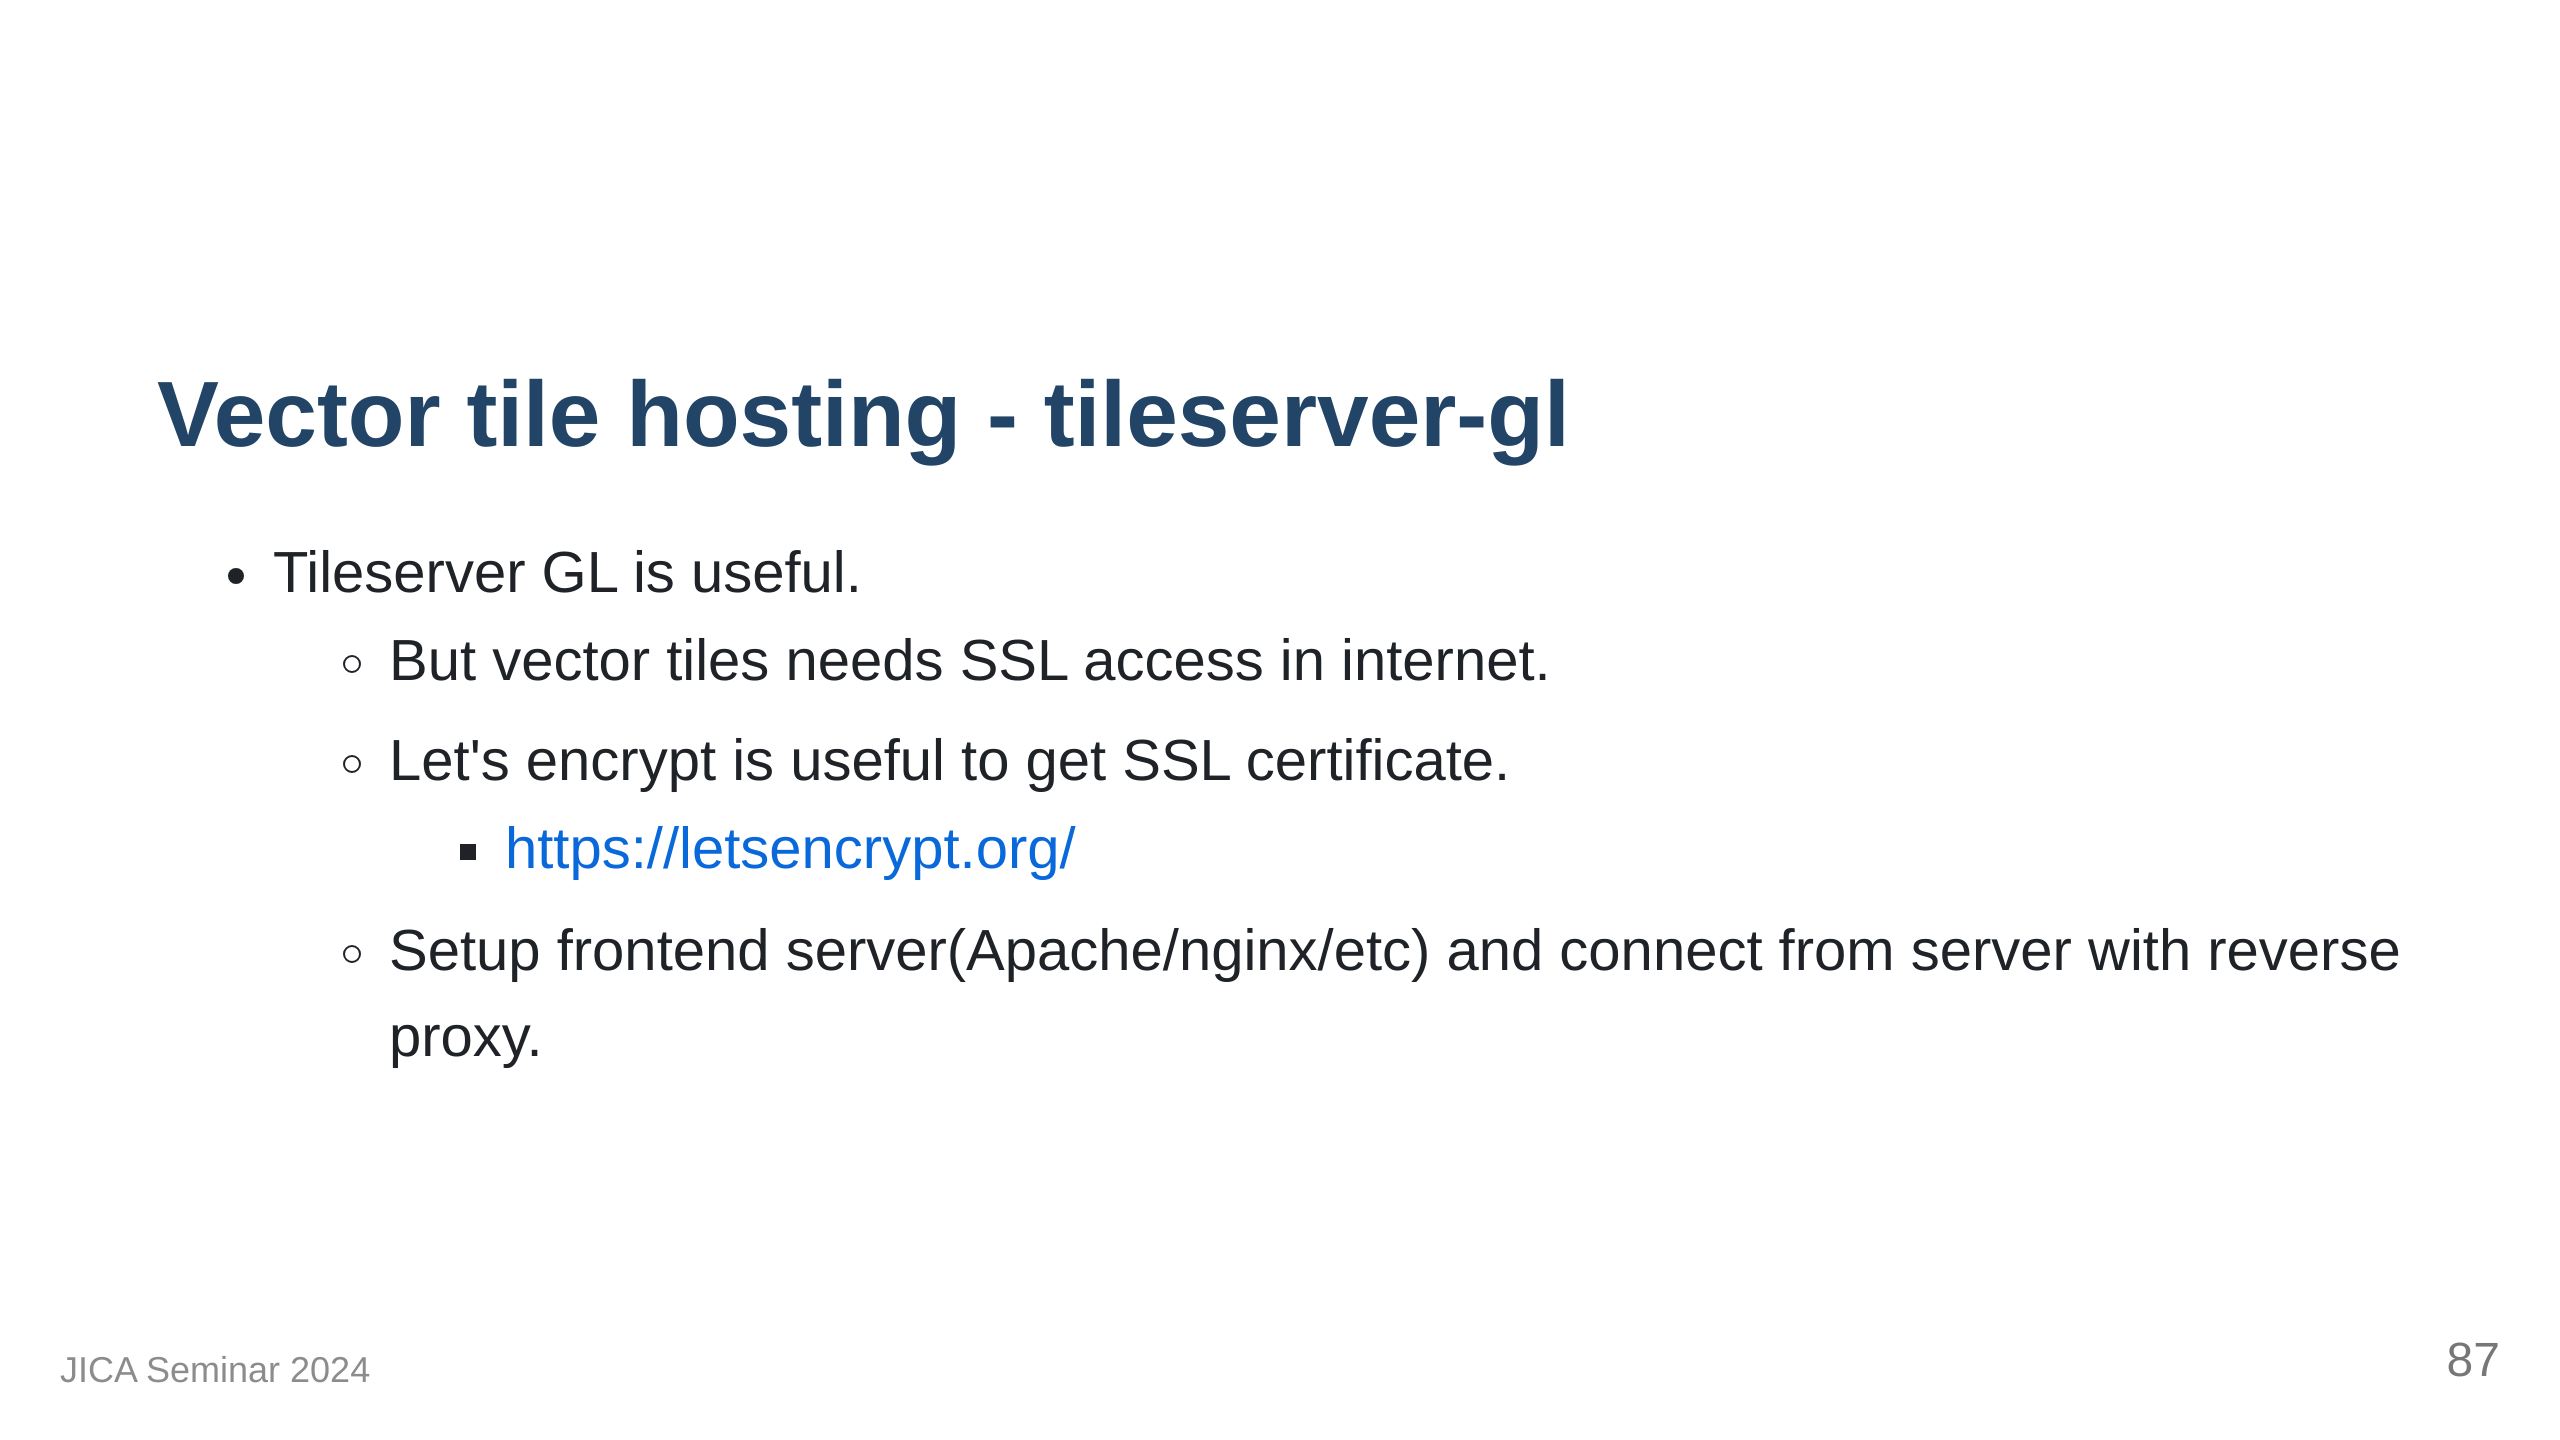 Vector tile hosting - tileserver-gl
Tileserver GL is useful.
But vector tiles needs SSL access in internet.
Let's encrypt is useful to get SSL certificate.
https://letsencrypt.org/
Setup frontend server(Apache/nginx/etc) and connect from server with reverse
proxy.
JICA Seminar 2024
87